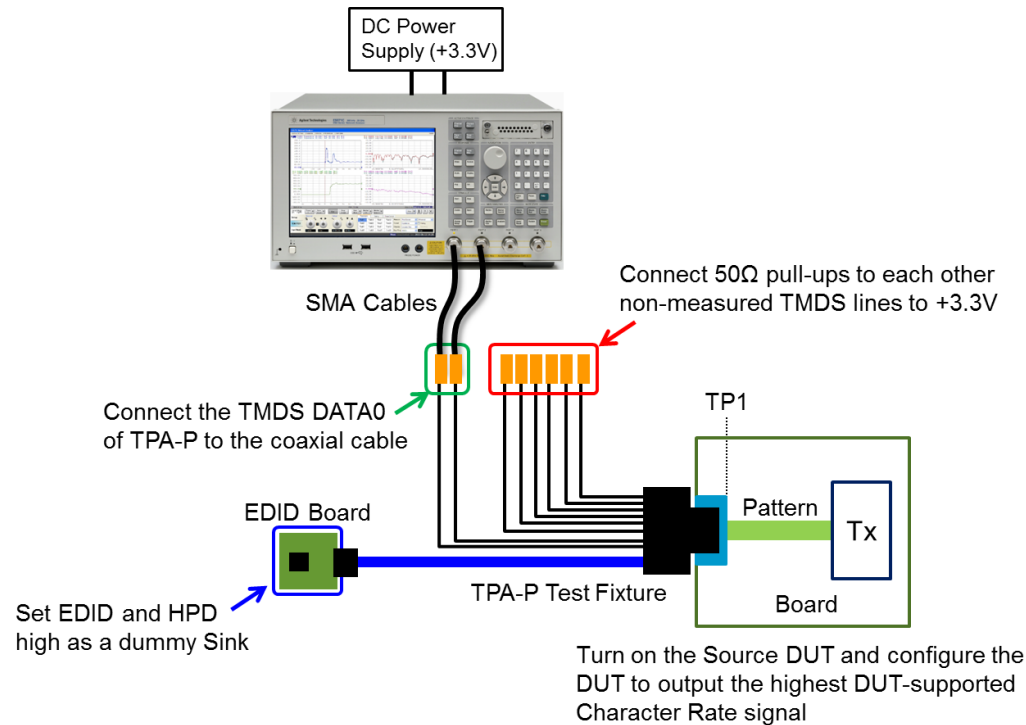 DC Power
Supply (+3.3V)
Agilent Technologies
SMA Cables
Connect 50Ω pull-ups to each other
non-measured TMDS lines to +3.3V
Connect the TMDS DATA0
of TPA-P to the coaxial cable
TP1
EDID Board
Pattern
Tx
TPA-P Test Fixture
Board
Set EDID and HPD
high as a dummy Sink
Turn on the Source DUT and configure the
DUT to output the highest DUT-supported
Character Rate signal